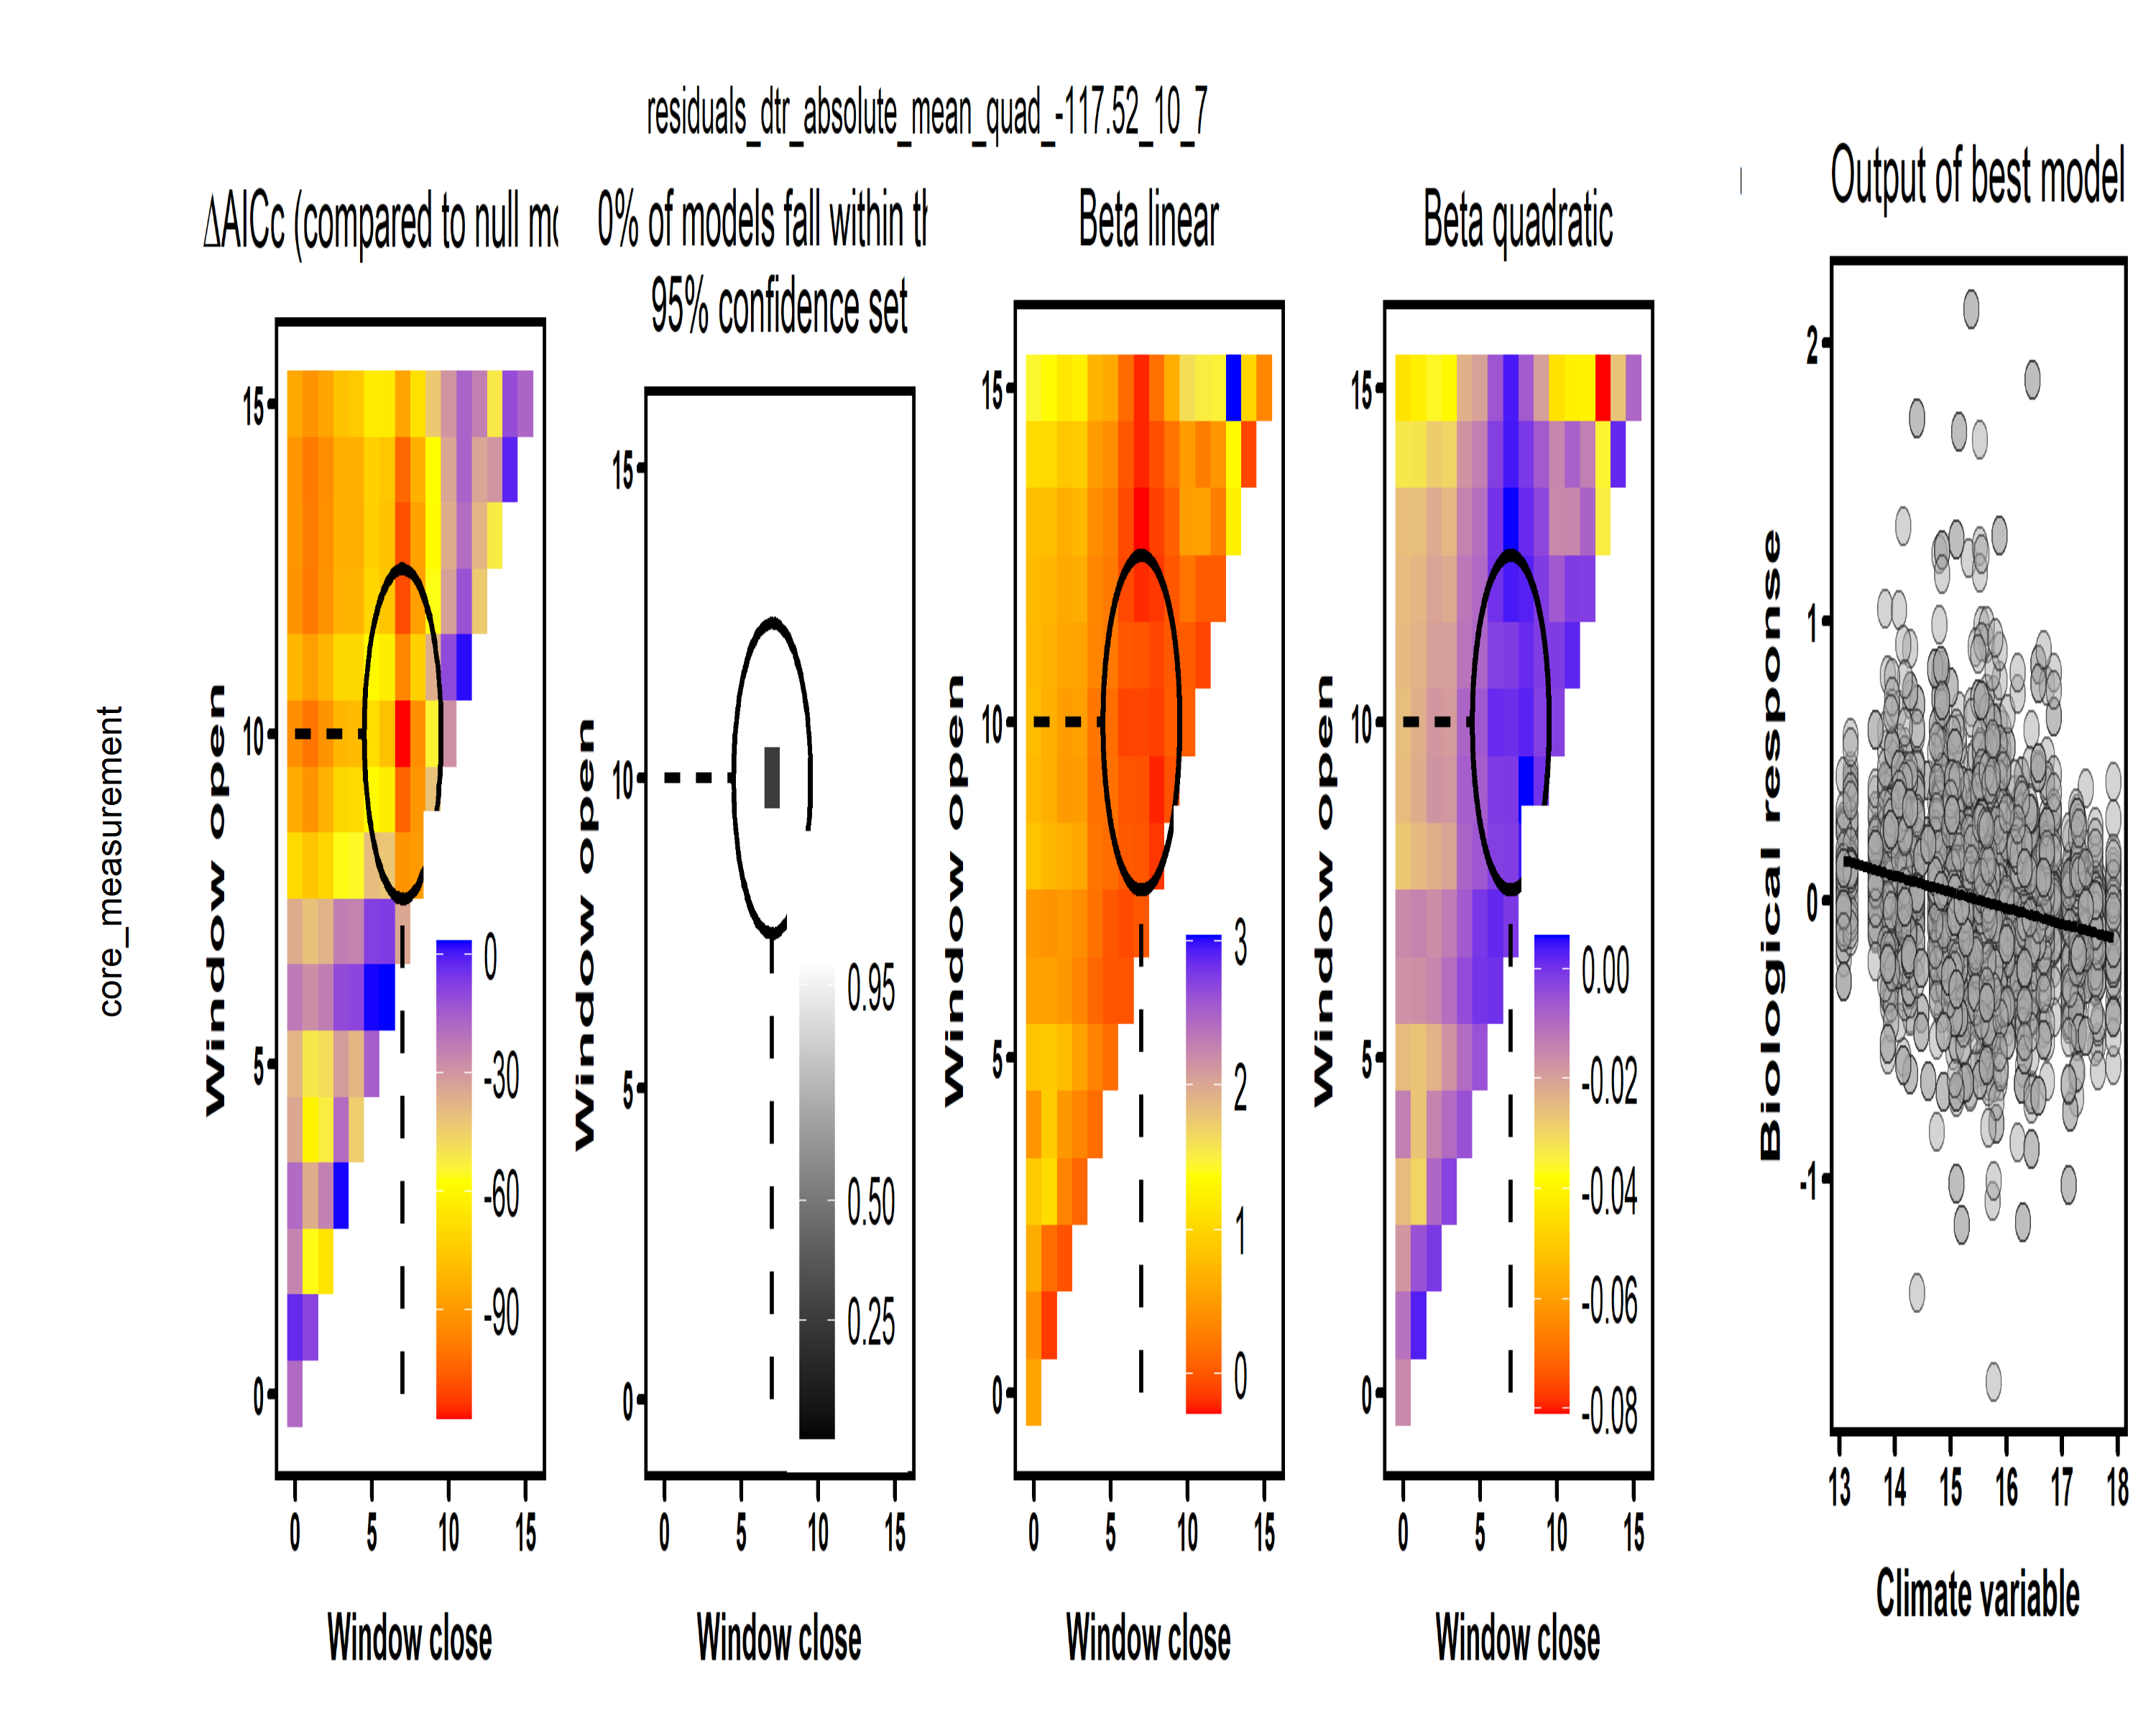 residuals_dtr_absolute_mean_quad_-117.52_10_7
ΔAICc (compared to null mo
0% of models fall within th
95% confidence set
Beta linear
Beta quadratic
Output of best model
core_measurement
Window open
15
10
5
0
0
-30
-60
-90
0 5 10 15
Window close
Window open
15
10
5
0
0.95
0.50
0.25
0 5 10 15
Window close
Window open
15
10
5
0
3
2
1
0
0 5 10 15
Window close
Window open
15
10
5
0
0.00
-0.02
-0.04
-0.06
-0.08
0 5 10 15
Window close
Biological response
2
1
0
-1
13 14 15 16 17 18
Climate variable